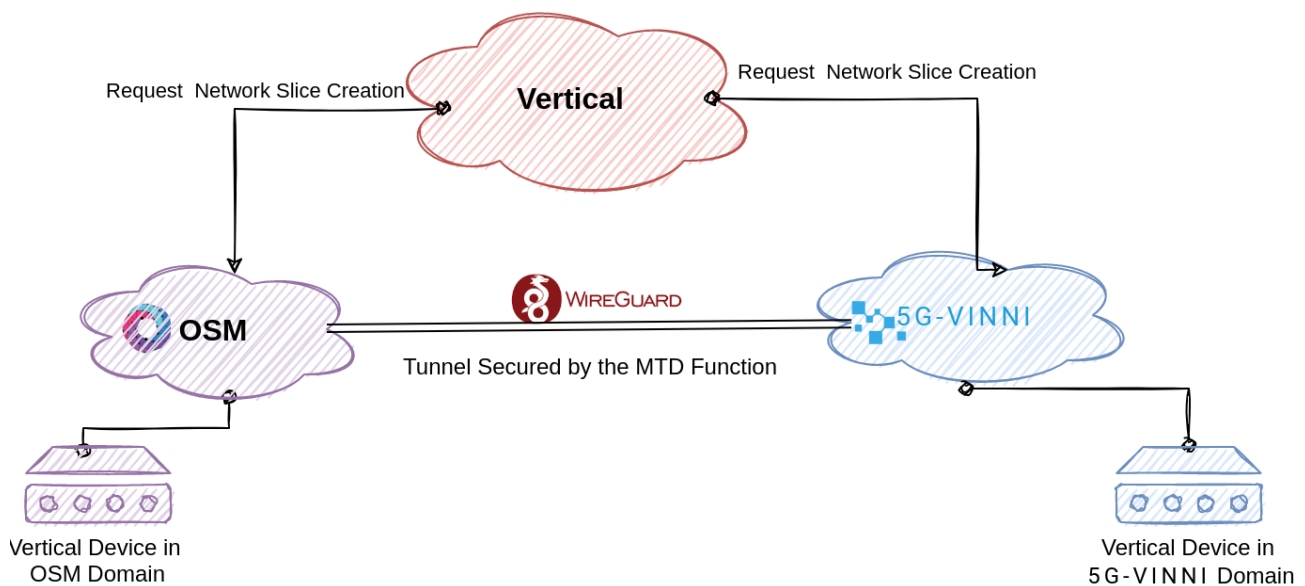 Request Network Slice Creation
Vertical
Request Network Slice Creation
OSM
WIREGUARD
5G-VINNI
Tunnel Secured by the MTD Function
Vertical Device in
OSM Domain
Vertical Device in
5G-VINNI Domain